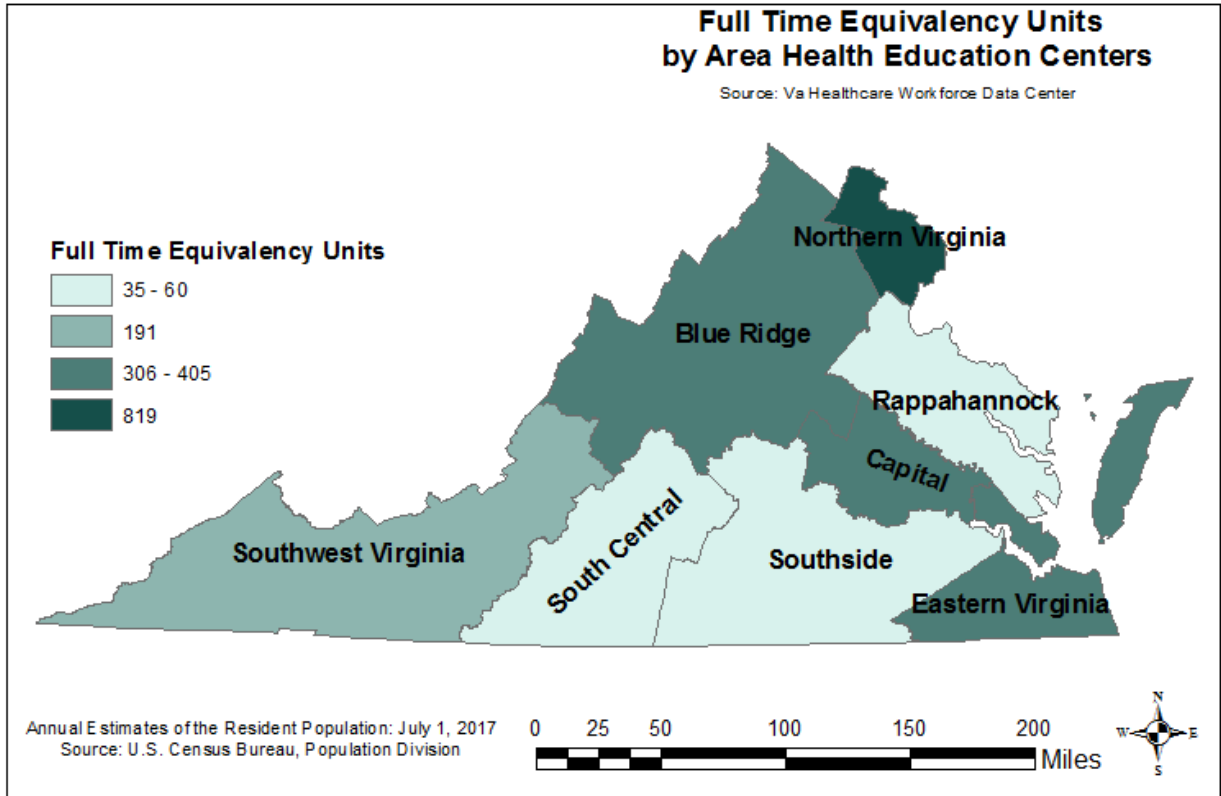 Full Time Equivalency Units
by Area Health Education Centers
Source: Va Healthcare Workforce Data Center
Full Time Equivalency Units
35 - 60
191
306 - 405
819
Northern Virginia
Blue Ridge
Rappahannock
Capital
South Central
Southwest Virginia
Southside
Eastern Virginia
Annual Estimates of the Resident Population: July 1, 2017
Source: U.S. Census Bureau, Population Division
0 25 50 100 150 200
Miles
N
W E
S